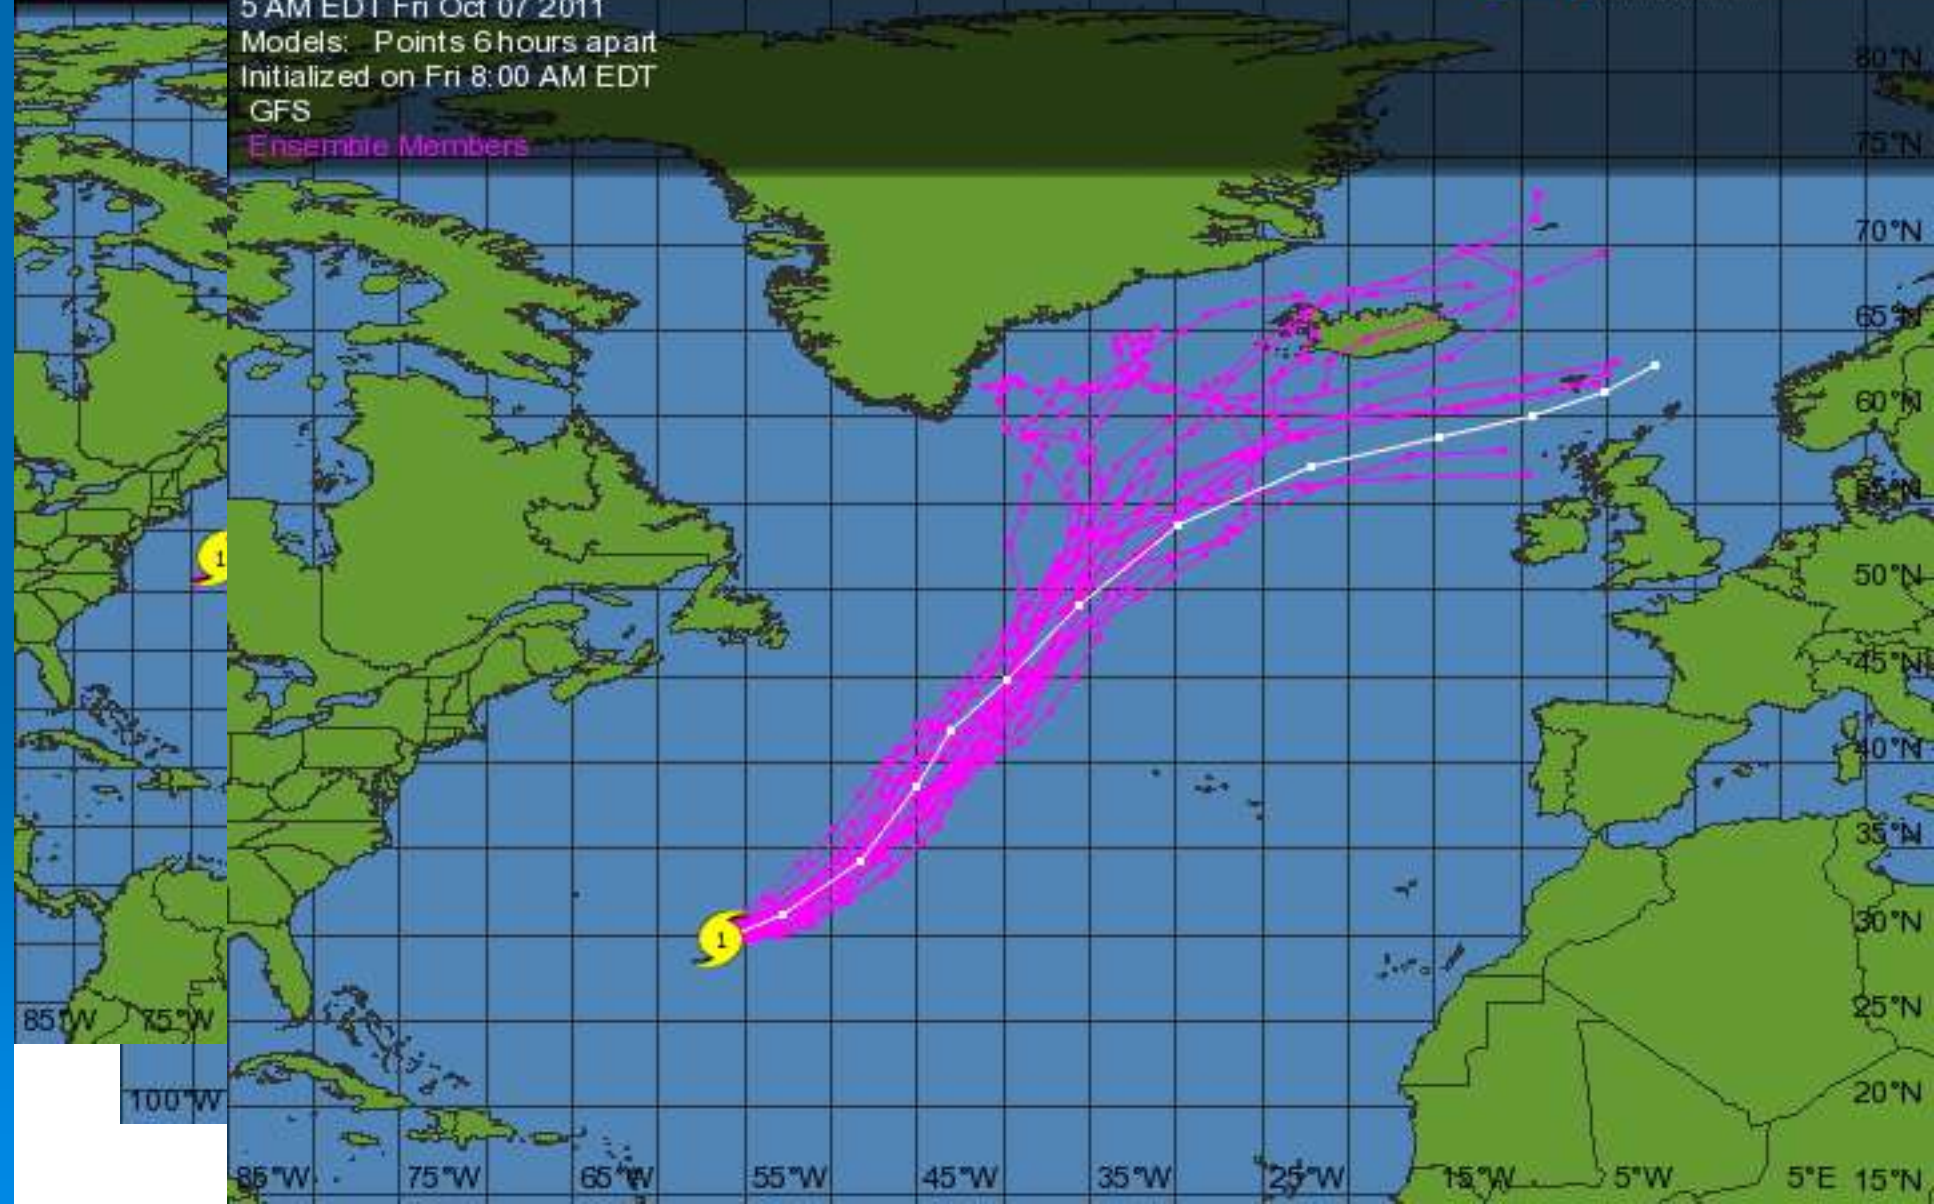 5 AM EDT Fri Oct 07 2011
Models: Points 6 hours apart
Initialized on Fri 8:00 AM EDT
GFS
Ensemble Members
80°N
75°N
70°N
65°N
60°N
55°N
50°N
45°N
40°N
35°N
30°N
25°N
20°N
15°N
1
1
85°W 75°W
100°W
85°W 75°W 65°W 55°W 45°W 35°W 25°W 15°W 5°W 5°E